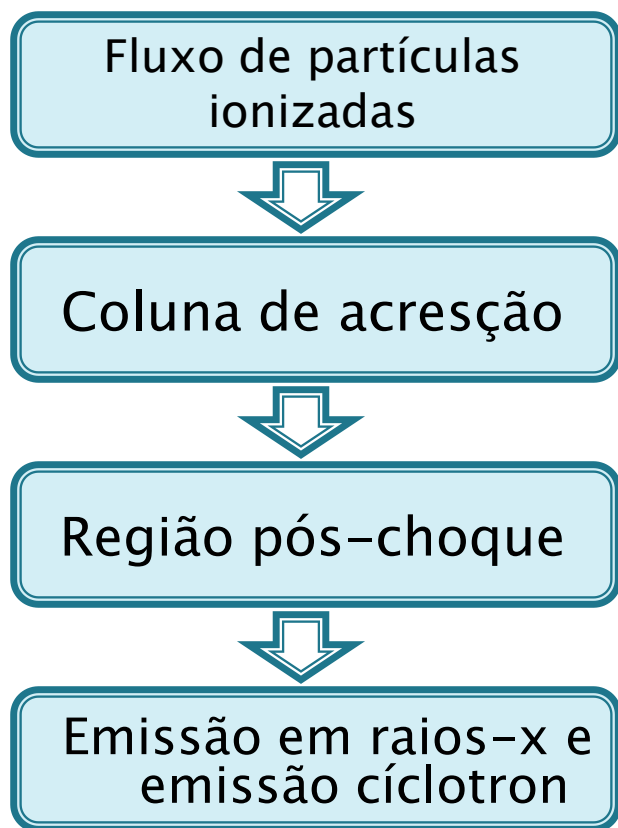 Fluxo de partículas
ionizadas
Coluna de acresção
Região pós-choque
Emissão em raios-x e
emissão cíclotron